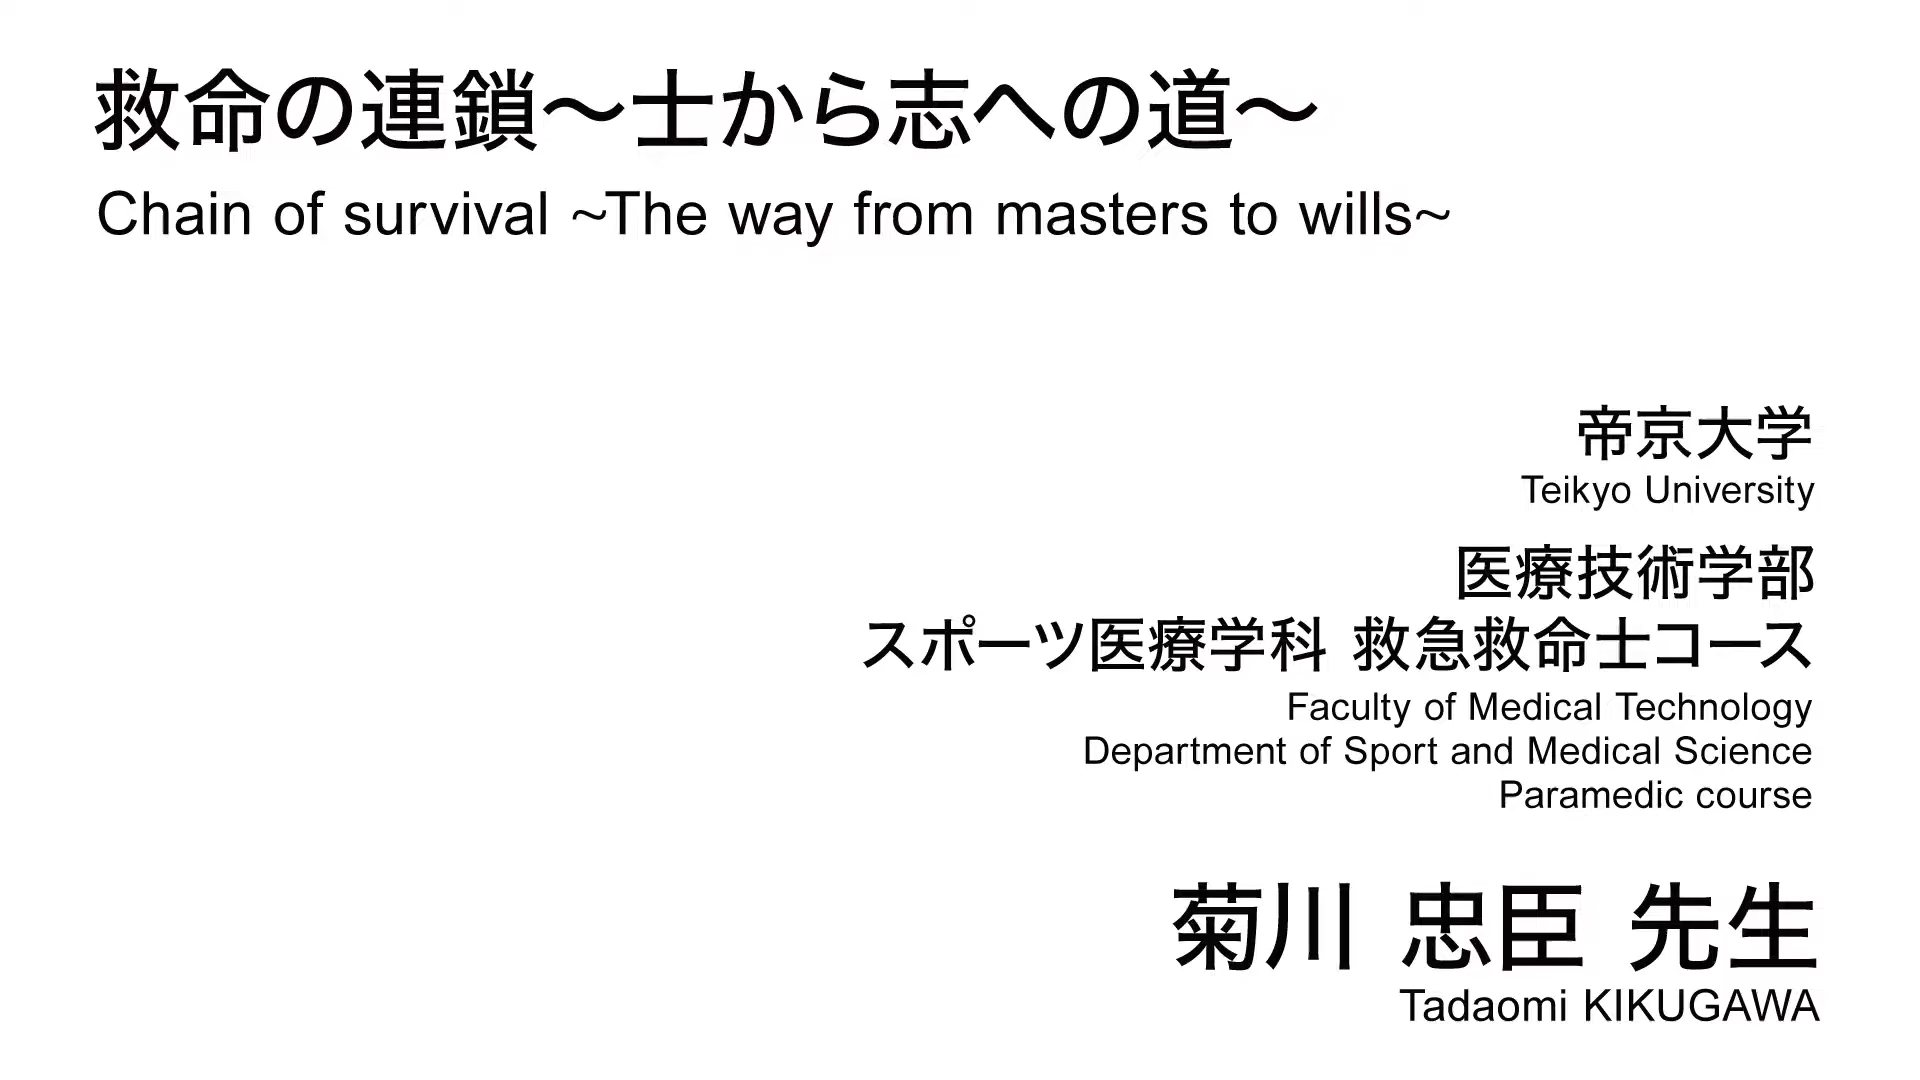 救命の連鎖〜士から志への道〜
Chain of survival ~The way from masters to wills~
帝京大学
Teikyo University
医療技術学部
スポーツ医療学科 救急救命士コース
Faculty of Medical Technology
Department of Sport and Medical Science
Paramedic course
菊川 忠臣 先生
Tadaomi KIKUGAWA